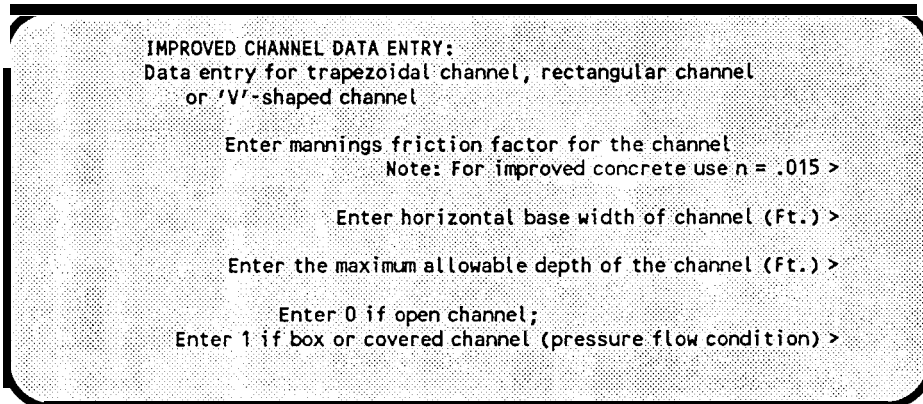 IMPROVED CHANNEL DATA ENTRY:
Data entry for trapezoidal channel, rectangular channel
or 'V'-shaped channel
Enter mannings friction factor for the channel
Note: For improved concrete use n = .015 >
Enter horizontal base width of channel (Ft.) >
Enter the maximum allowable depth of the channel (Ft.) >
Enter 0 if open channel;
Enter 1 if box or covered channel (pressure flow condition) >